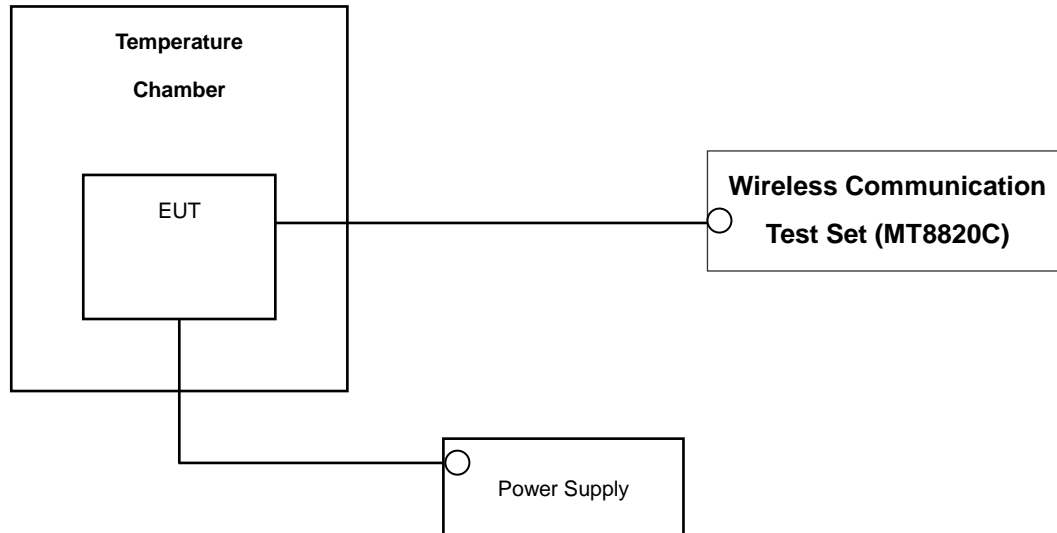 Temperature
Chamber
EUT
Wireless Communication
Test Set (MT8820C)
Power Supply